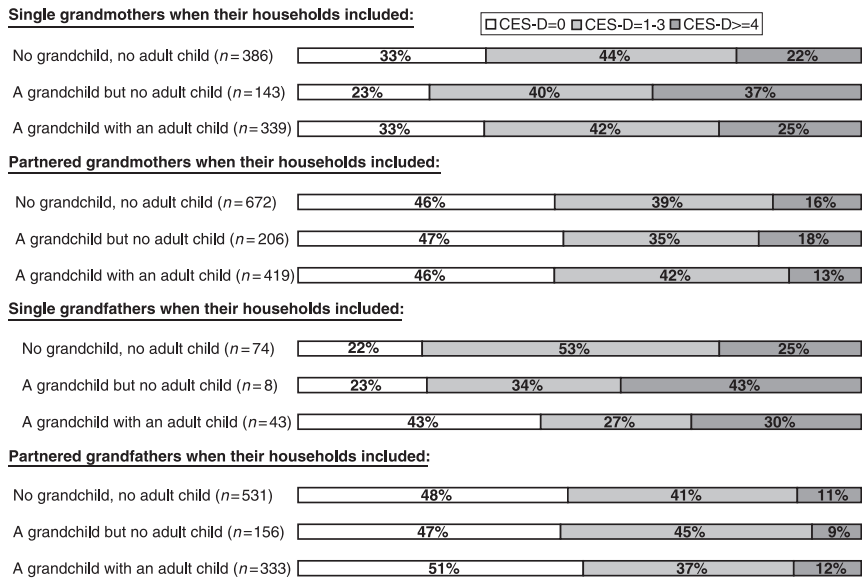 Single grandmothers when their households included:
CES-D=0 CES-D=1-3 CES-D>=4
No grandchild, no adult child (n=386) 33% 44% 22%
A grandchild but no adult child (n=143) 23% 40% 37%
A grandchild with an adult child (n=339) 33% 42% 25%
Partnered grandmothers when their households included:
No grandchild, no adult child (n=672) 46% 39% 16%
A grandchild but no adult child (n=206) 47% 35% 18%
A grandchild with an adult child (n=419) 46% 42% 13%
Single grandfathers when their households included:
No grandchild, no adult child (n=74) 22% 53% 25%
A grandchild but no adult child (n=8) 23% 34% 43%
A grandchild with an adult child (n=43) 43% 27% 30%
Partnered grandfathers when their households included:
No grandchild, no adult child (n=531) 48% 41% 11%
A grandchild but no adult child (n=156) 47% 45% 9%
A grandchild with an adult child (n=333) 51% 37% 12%